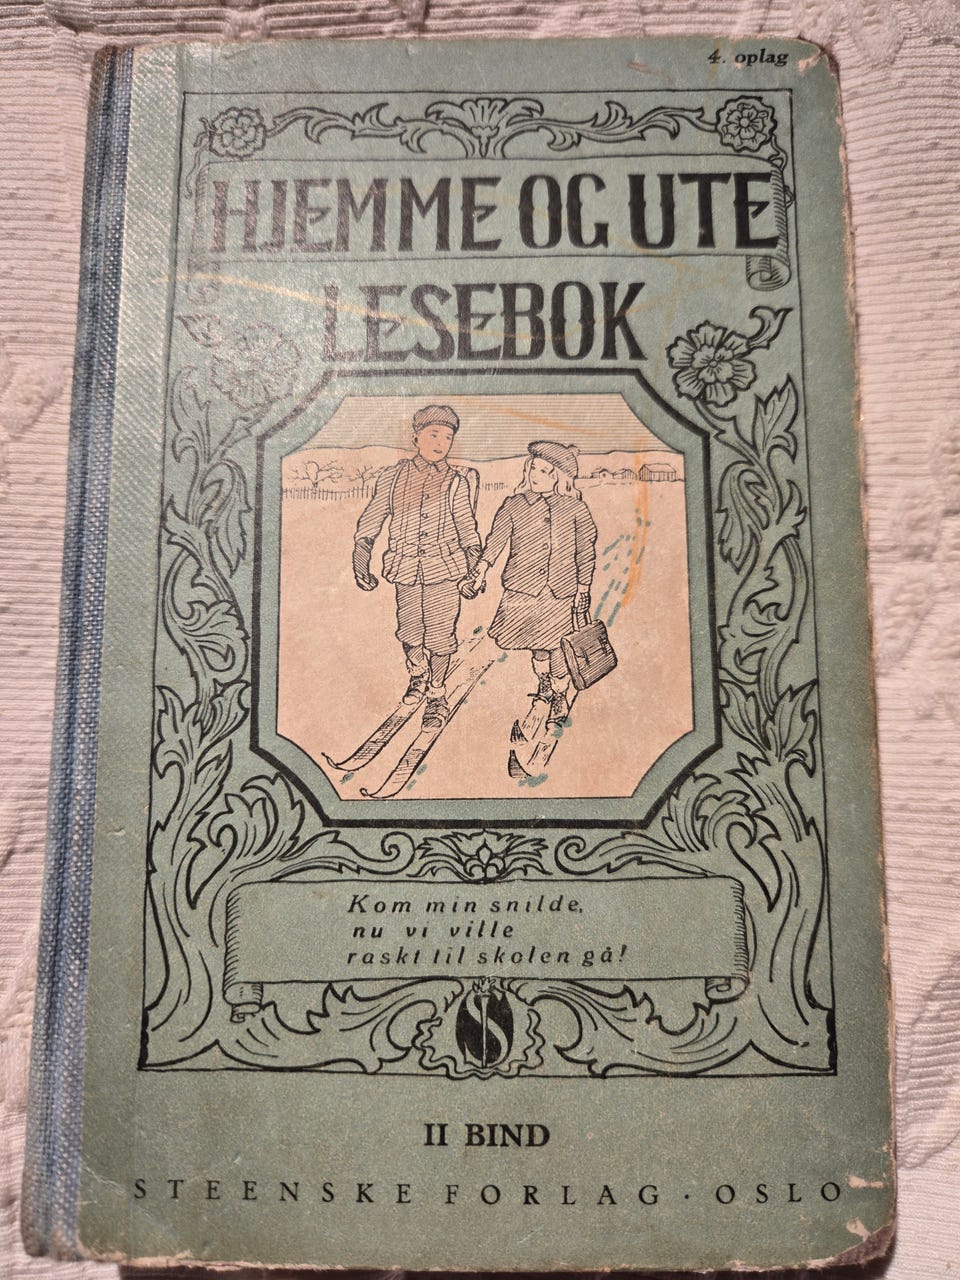 4. oplag
HJEMME OG UTE
LESEBOK
Kom min snilde,
nu vi ville
raskt til skolen gå!
S
II BIND
STEENSKE FORLAG · OSLO